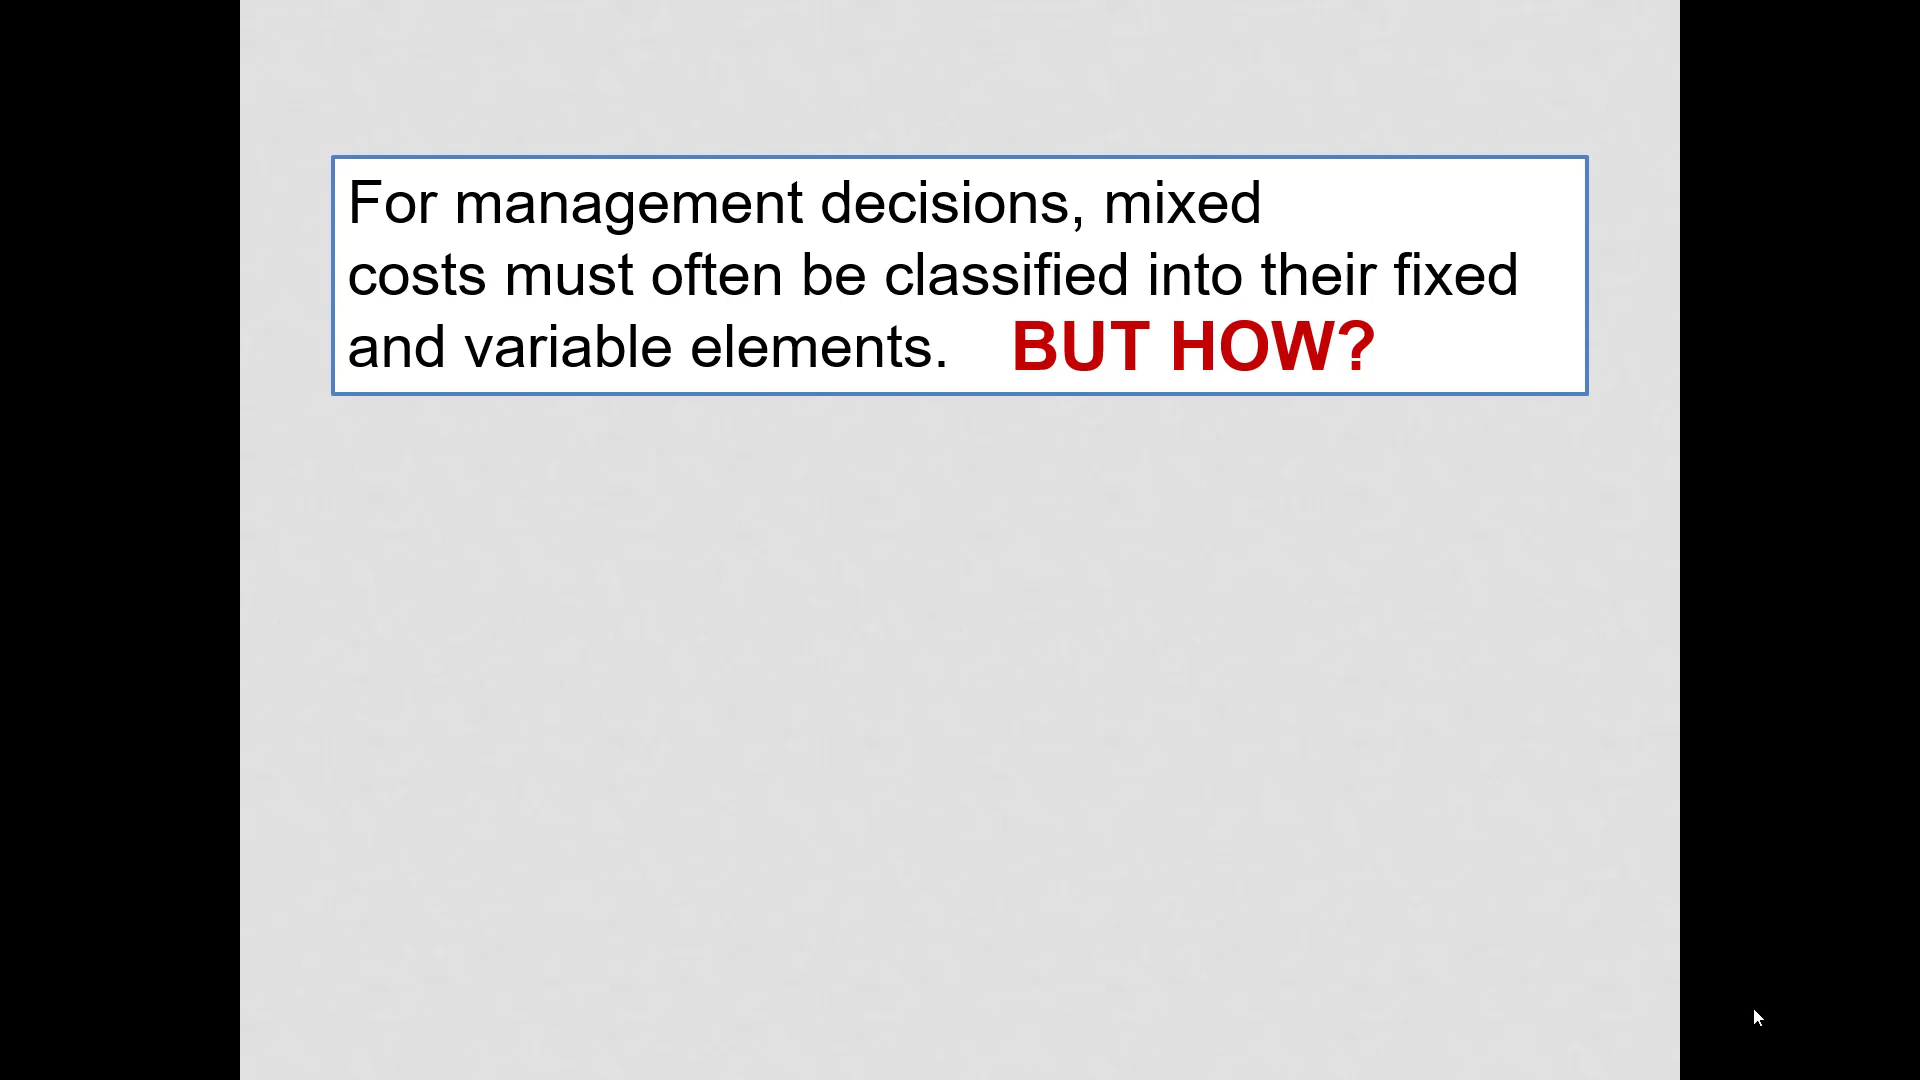 For management decisions, mixed
costs must often be classified into their fixed
and variable elements. BUT HOW?